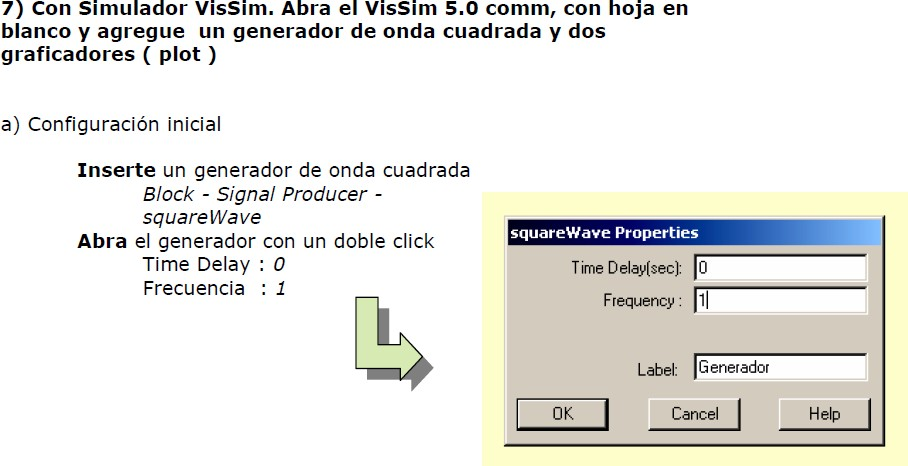 7) Con Simulador VisSim. Abra el VisSim 5.0 comm, con hoja en
blanco y agregue  un generador de onda cuadrada y dos
graficadores ( plot )
a) Configuración inicial
Inserte un generador de onda cuadrada
Block - Signal Producer -
squareWave
Abra el generador con un doble click
Time Delay : 0
Frecuencia  : 1
squareWave Properties
Time Delay(sec): 0
Frequency : 1
Label: Generador
OK Cancel Help